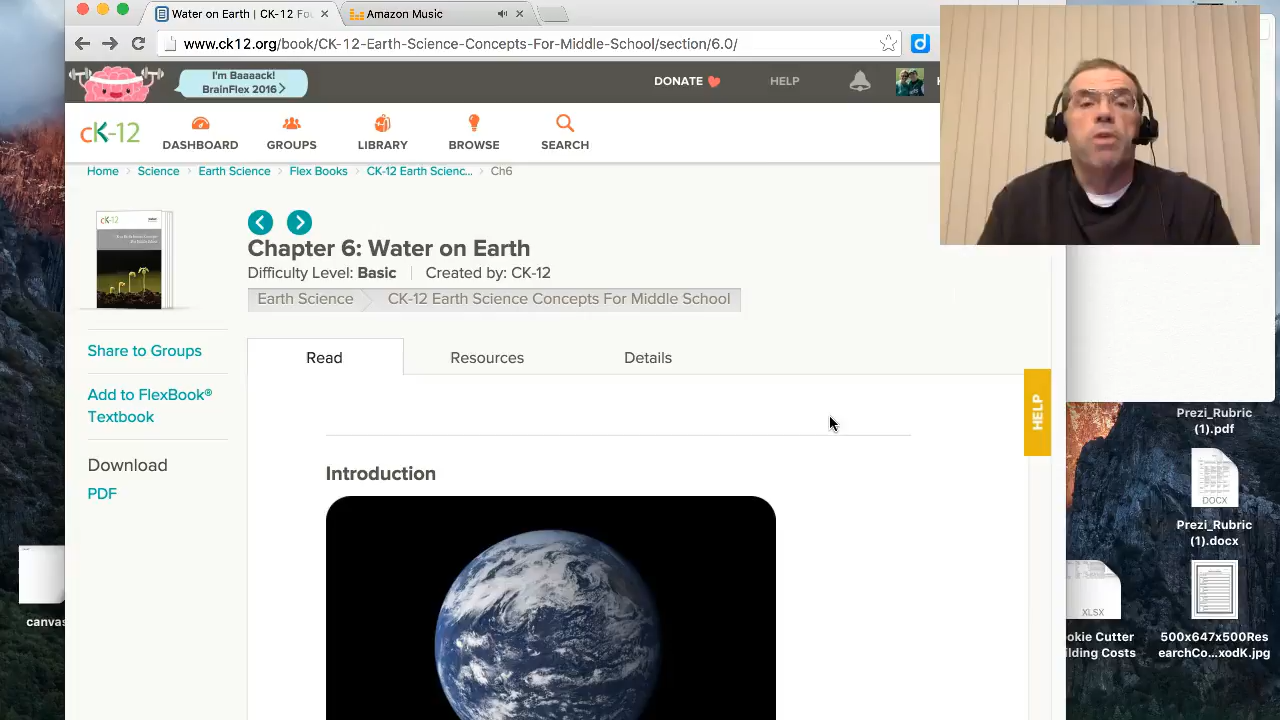 Water on Earth | CK-12 Fo
Amazon Music
www.ck12.org/book/CK-12-Earth-Science-Concepts-For-Middle-School/section/6.0/
I'm Baaaack!
BrainFlex 2016
DONATE
HELP
cK-12
DASHBOARD
GROUPS
LIBRARY
BROWSE
SEARCH
Home Science Earth Science Flex Books CK-12 Earth Scienc... Ch6
Chapter 6: Water on Earth
Difficulty Level: Basic | Created by: CK-12
Earth Science CK-12 Earth Science Concepts For Middle School
Share to Groups
Add to FlexBook®
Textbook
Download
PDF
Read
Resources
Details
HELP
Introduction
canvas
Prezi_Rubric
(1).pdf
DOCX
Prezi_Rubric
(1).docx
XLSX
okie Cutter
ilding Costs
500x647x500Res
earchCo...xodK.jpg